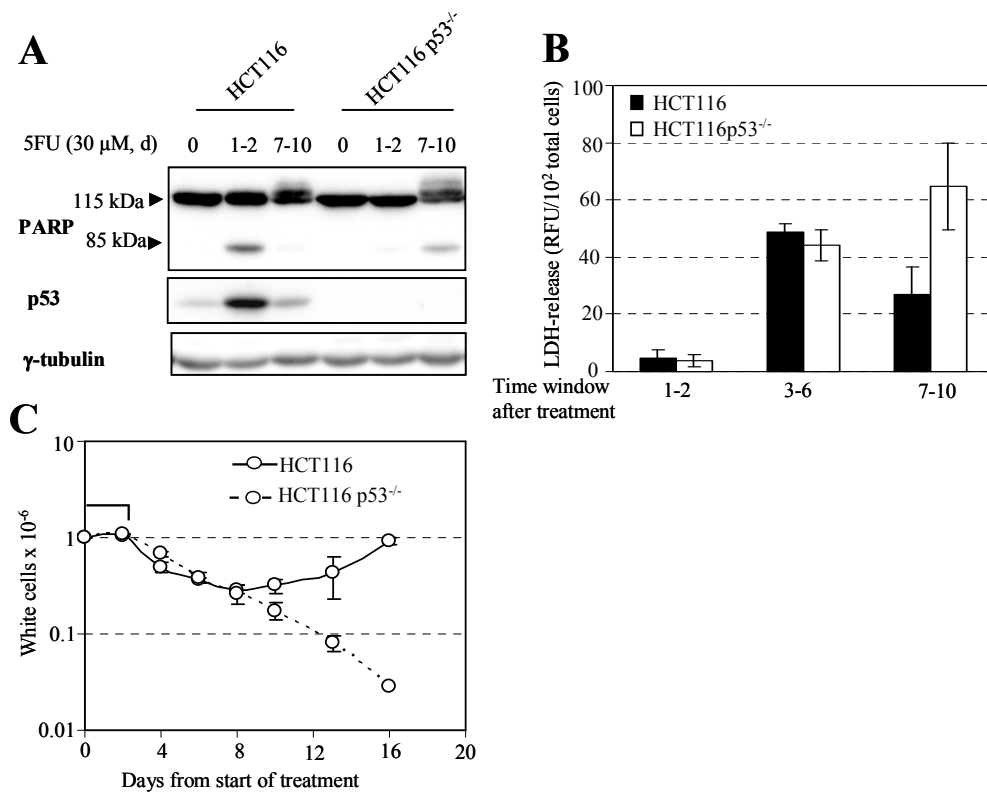 A
HCT116
HCT116 p53-/-
5FU (30 µM, d) 0 1-2 7-10 0 1-2 7-10
115 kDa
PARP
85 kDa
p53
γ-tubulin
B
LDH-release (RFU/10² total cells)
100
80
60
40
20
0
HCT116
HCT116p53-/-
Time window
after treatment
1-2 3-6 7-10
C
White cells x 10-6
10
1
0.1
0.01
HCT116
HCT116 p53-/-
0 4 8 12 16 20
Days from start of treatment